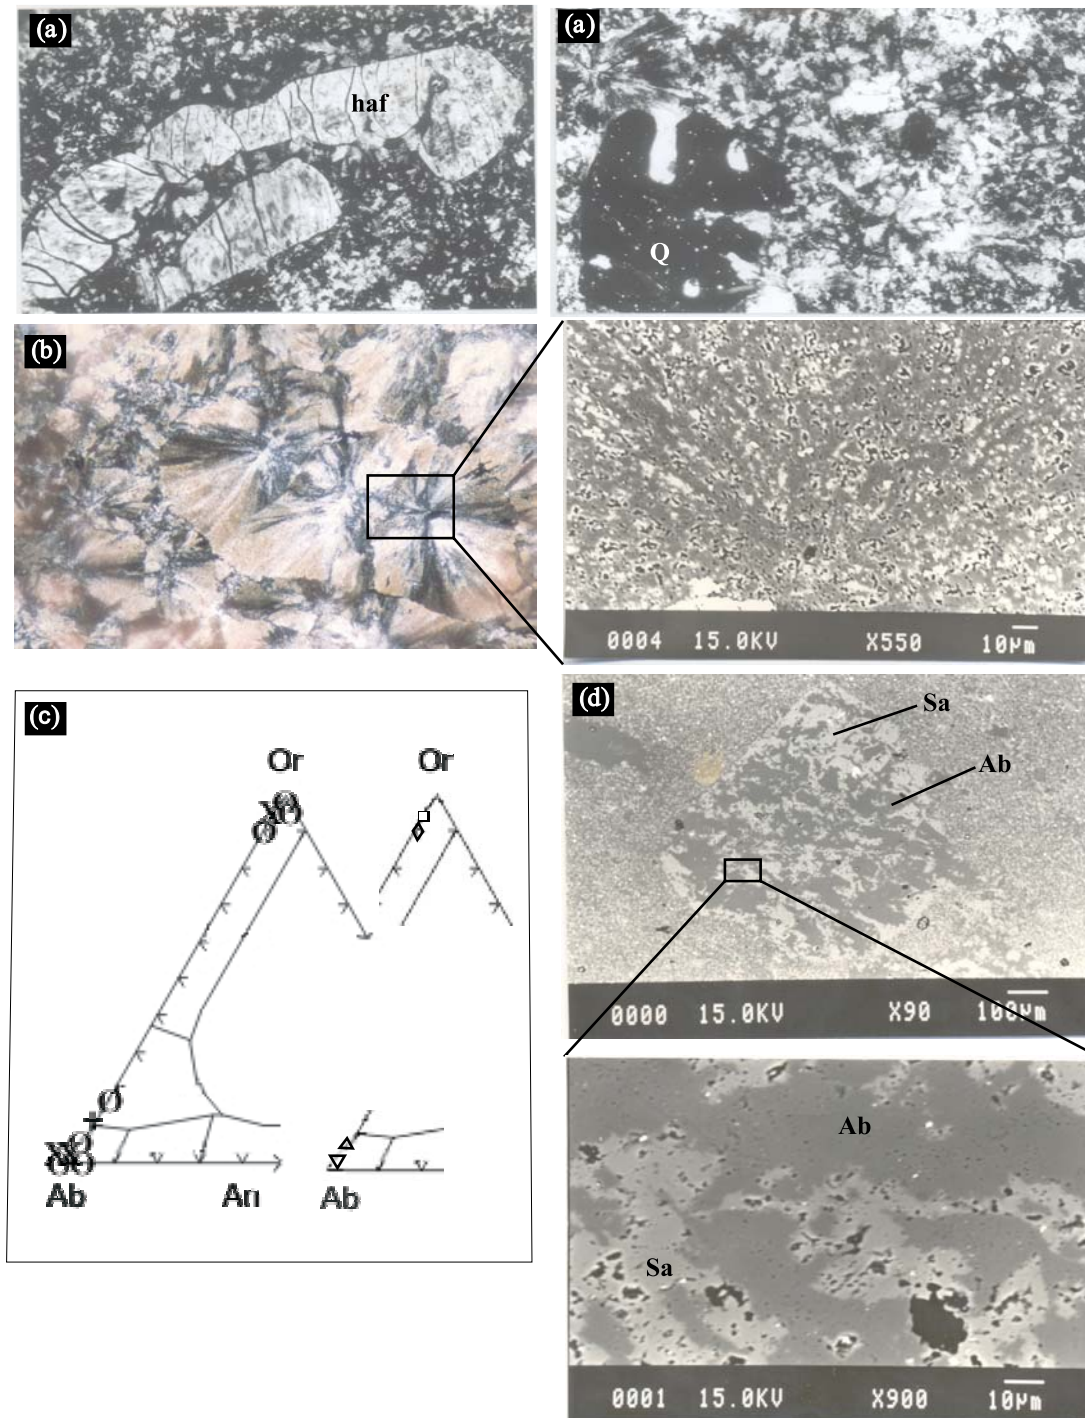 (a)
haf
(a)
Q
(b)
0004 15.0KV X550 10µm
(c)
Or
Or
Ab
An
Ab
(d)
Sa
Ab
0000 15.0KV X90 100µm
Ab
Sa
0001 15.0KV X900 10µm